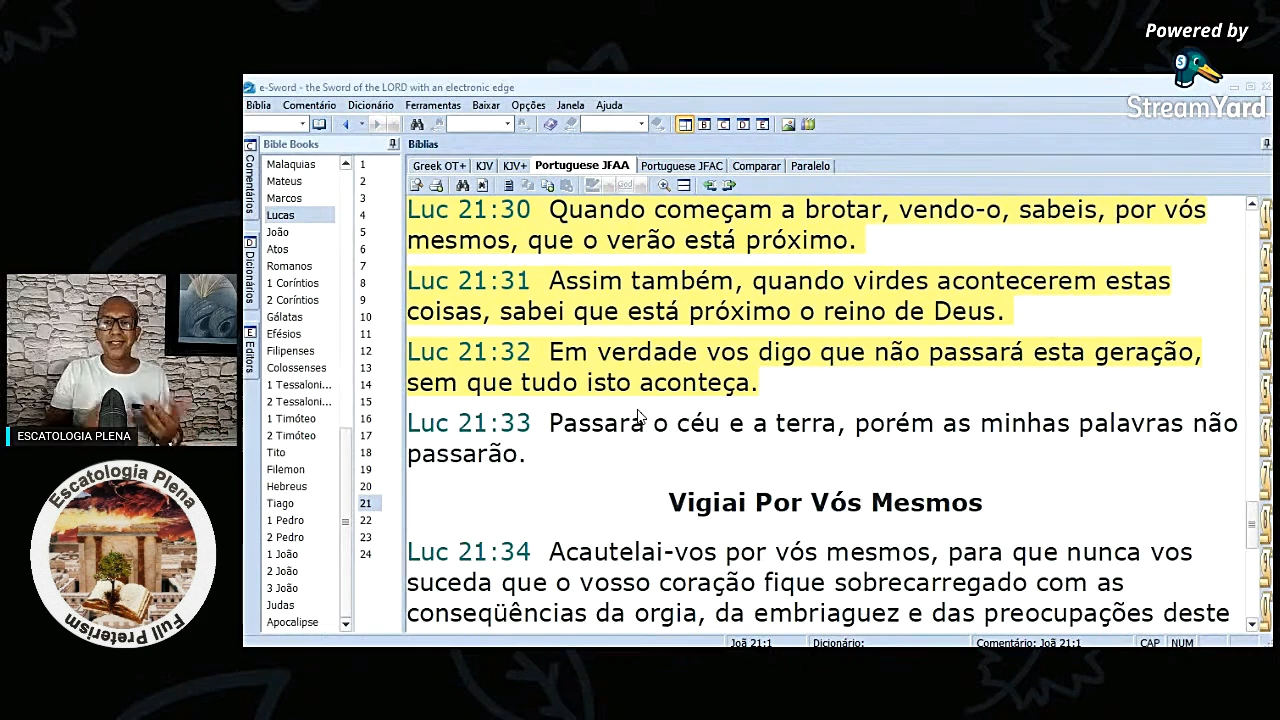 Powered by
StreamYard
e-Sword - the Sword of the LORD with an electronic edge
Bíblia Comentário Dicionário Ferramentas Baixar Opções Janela Ajuda
Bible Books
Bíblias
Comentários
Dicionários
Editors
Malaquias
Mateus
Marcos
Lucas
João
Atos
Romanos
1 Coríntios
2 Coríntios
Gálatas
Efésios
Filipenses
Colossenses
1 Tessaloni...
2 Tessaloni...
1 Timóteo
2 Timóteo
Tito
Filemon
Hebreus
Tiago
1 Pedro
2 Pedro
1 João
2 João
3 João
Judas
Apocalipse
1
2
3
4
5
6
7
8
9
10
11
12
13
14
15
16
17
18
19
20
21
22
23
24
Greek OT+ KJV KJV+ Portuguese JFAA Portuguese JFAC Comparar Paralelo
Luc 21:30 Quando começam a brotar, vendo-o, sabeis, por vós
mesmos, que o verão está próximo.
Luc 21:31 Assim também, quando virdes acontecerem estas
coisas, sabei que está próximo o reino de Deus.
Luc 21:32 Em verdade vos digo que não passará esta geração,
sem que tudo isto aconteça.
Luc 21:33 Passará o céu e a terra, porém as minhas palavras não
passarão.
Vigiai Por Vós Mesmos
Luc 21:34 Acautelai-vos por vós mesmos, para que nunca vos
suceda que o vosso coração fique sobrecarregado com as
conseqüências da orgia, da embriaguez e das preocupações deste
Joã 21:1 Dicionário: Comentário: Joã 21:1 CAP NUM
ESCATOLOGIA PLENA
Escatologia Plena
Full Preterism